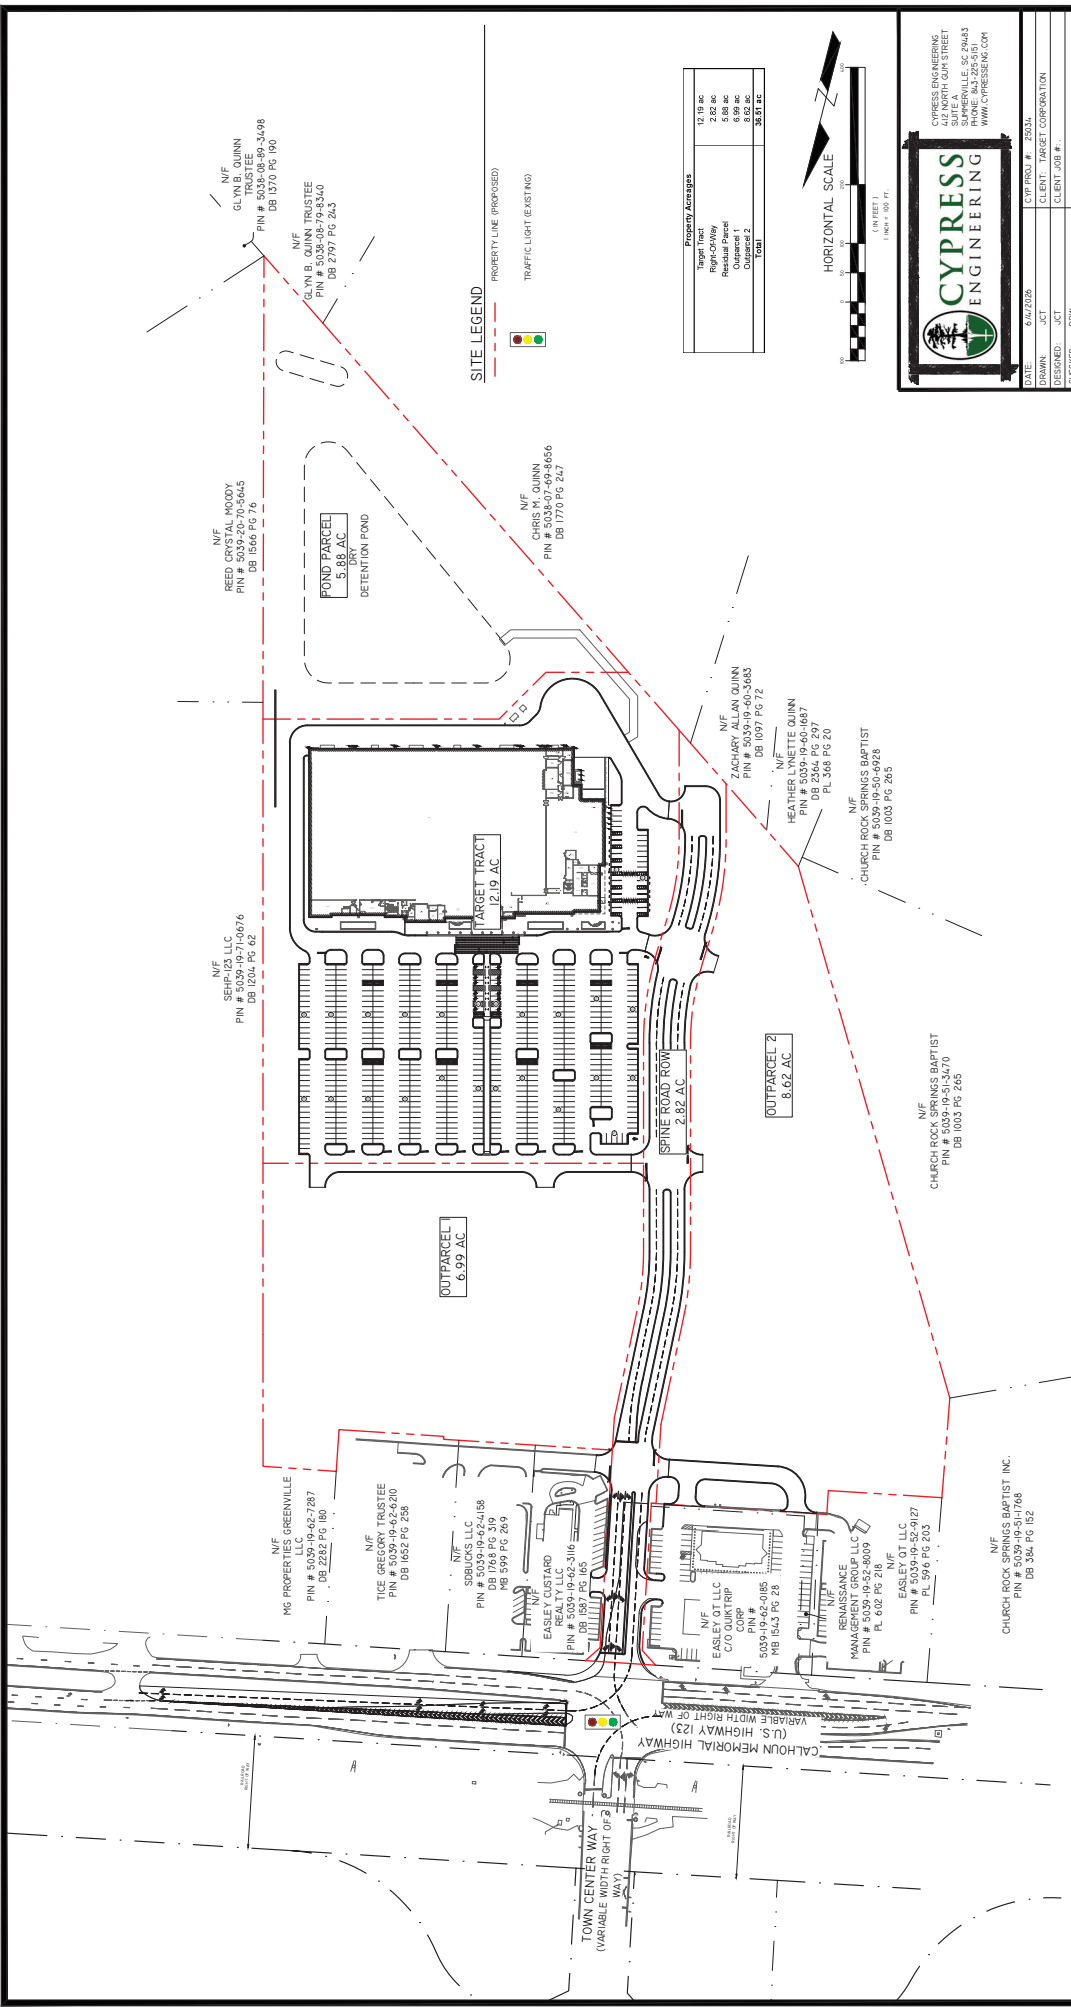 N/F
GLYN B. QUINN
TRUSTEE
PIN # 5038-08-89-3498
DB 1370 PG 190
N/F
GLYN B. QUINN TRUSTEE
PIN # 5038-08-79-8340
DB 2797 PG 243
N/F
REED CRYSTAL MOODY
PIN # 5039-20-70-5645
DB 1566 PG 76
POND PARCEL
5.88 AC
DRY
DETENTION POND
N/F
CHRIS M. QUINN
PIN # 5038-07-69-8656
DB 1770 PG 247
SITE LEGEND
PROPERTY LINE (PROPOSED)
TRAFFIC LIGHT (EXISTING)
Property Acreages
Target Tract 12.19 ac
Right-Of-Way 2.82 ac
Residual Parcel 5.88 ac
Outparcel 1 6.99 ac
Outparcel 2 8.62 ac
Total 36.51 ac
HORIZONTAL SCALE
( IN FEET )
1 INCH = 100 FT.
CYPRESS
ENGINEERING
CYPRESS ENGINEERING
412 NORTH GUM STREET
SUITE A
SUMMERVILLE, SC 29483
PHONE: 843-225-5151
WWW.CYPRESSENG.COM
DATE: 6/4/2026
CYP PROJ #: 25034
DRAWN: JCT
CLIENT: TARGET CORPORATION
DESIGNED: JCT
CLIENT JOB #: .
N/F
SEHP-123 LLC
PIN # 5039-19-71-0676
DB 1204 PG 62
TARGET TRACT
12.19 AC
N/F
ZACHARY ALLAN QUINN
PIN # 5039-19-60-3683
DB 1097 PG 72
N/F
HEATHER LYNETTE QUINN
PIN # 5039-19-60-1687
DB 2364 PG 297
PL 368 PG 20
N/F
CHURCH ROCK SPRINGS BAPTIST
PIN # 5039-19-50-6928
DB 1003 PG 265
SPINE ROAD ROW
2.82 AC
OUTPARCEL 2
8.62 AC
N/F
CHURCH ROCK SPRINGS BAPTIST
PIN # 5039-19-51-3470
DB 1003 PG 265
OUTPARCEL 1
6.99 AC
N/F
MG PROPERTIES GREENVILLE
LLC
PIN # 5039-19-62-7287
DB 2282 PG 180
N/F
TICE GREGORY TRUSTEE
PIN # 5039-19-62-6210
DB 1652 PG 258
N/F
SDBUCKS LLC
PIN # 5039-19-62-4158
DB 1768 PG 319
MB 599 PG 269
N/F
EASLEY CUSTARD
REALTY LLC
PIN # 5039-19-62-3116
DB 1587 PG 165
N/F
EASLEY QT LLC
C/O QUIKTRIP
CORP
PIN #
5039-19-62-0185
MB 1543 PG 28
N/F
RENAISSANCE
MANAGEMENT GROUP LLC
PIN # 5039-19-52-8009
PL 602 PG 218
N/F
EASLEY QT LLC
PIN # 5039-19-52-9127
PL 596 PG 203
N/F
CHURCH ROCK SPRINGS BAPTIST INC.
PIN # 5039-19-51-1768
DB 384 PG 152
CALHOUN MEMORIAL HIGHWAY
(U.S. HIGHWAY 123)
VARIABLE WIDTH RIGHT OF WAY
TOWN CENTER WAY
(VARIABLE WIDTH RIGHT OF
WAY)
RAILROAD
RIGHT OF WAY
RAILROAD
RIGHT OF WAY